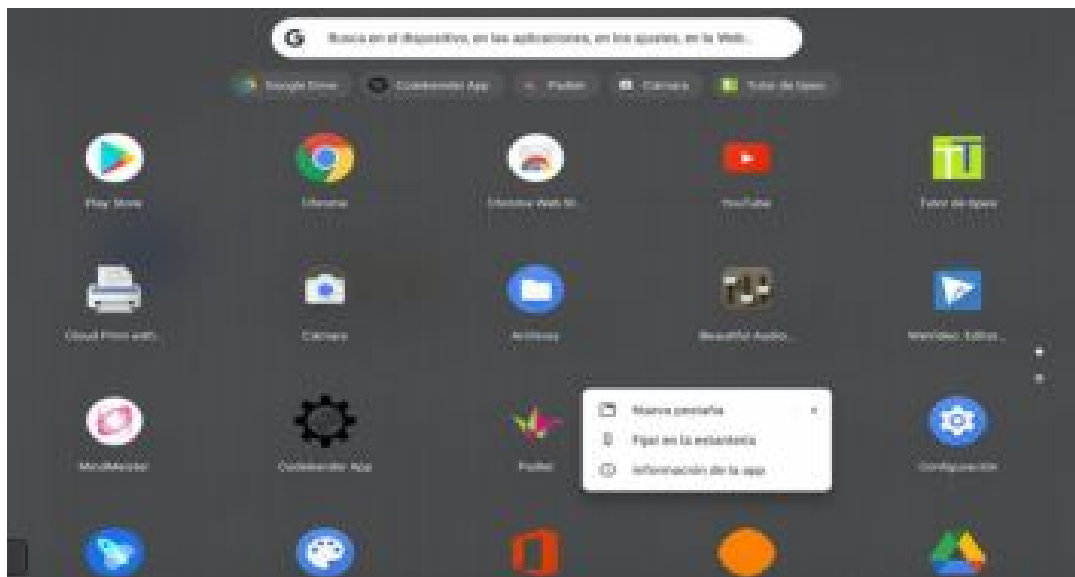 G Busca en el dispositivo, en las aplicaciones, en los ajustes, en la Web...
Google Drive Codebender App Padlet Cámara Tutor de tipeo
Play Store Chrome Chrome Web St... YouTube Tutor de tipeo
Cloud Print with... Cámara Archivos Beautiful Audio... WeVideo: Editor...
Nueva pestaña
Fijar en la estantería
Información de la app
MindMeister Codebender App Padlet Configuración